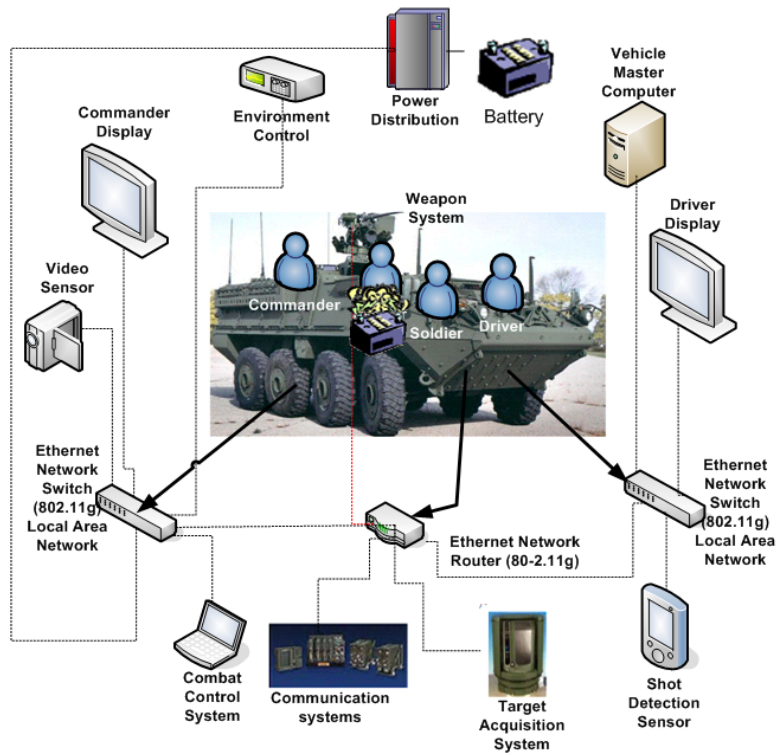 Power
Distribution
Battery
Environment
Control
Vehicle
Master
Computer
Commander
Display
Driver
Display
Weapon
System
Video
Sensor
Commander
Soldier
Driver
Ethernet
Network
Switch
(802.11g)
Local Area
Network
Ethernet Network
Router (80-2.11g)
Ethernet
Network
Switch
(802.11g)
Local Area
Network
Combat
Control
System
Communication
systems
Target
Acquisition
System
Shot
Detection
Sensor